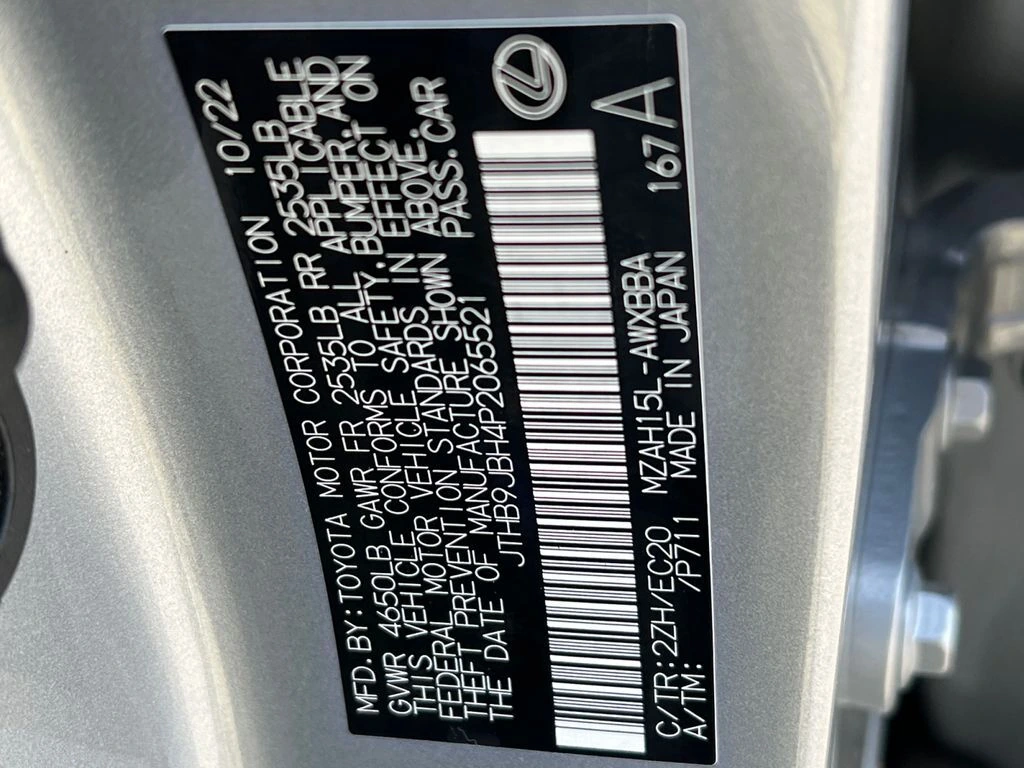 MFD. BY: TOYOTA MOTOR CORPORATION 10/22
GVWR 4650LB GAWR FR 2535LB RR 2535LB
THIS VEHICLE CONFORMS TO ALL APPLICABLE
FEDERAL MOTOR VEHICLE SAFETY, BUMPER, AND
THEFT PREVENTION STANDARDS IN EFFECT ON
THE DATE OF MANUFACTURE SHOWN ABOVE.
JTHB9JBH4P2065521 PASS. CAR
C/TR: 2ZH/EC20 MZAH15L-AWXBBA 167A
A/TM: /P711 MADE IN JAPAN